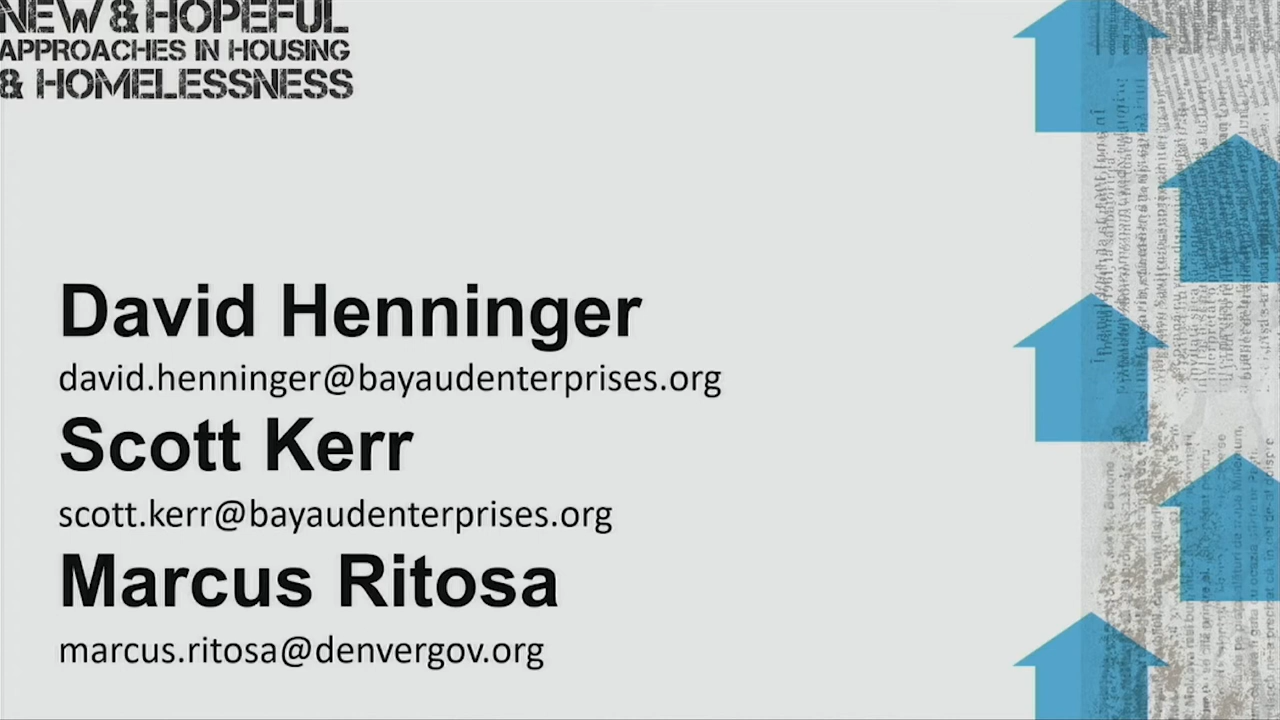 NEW & HOPEFUL
APPROACHES IN HOUSING
& HOMELESSNESS
David Henninger
david.henninger@bayaudenterprises.org
Scott Kerr
scott.kerr@bayaudenterprises.org
Marcus Ritosa
marcus.ritosa@denvergov.org